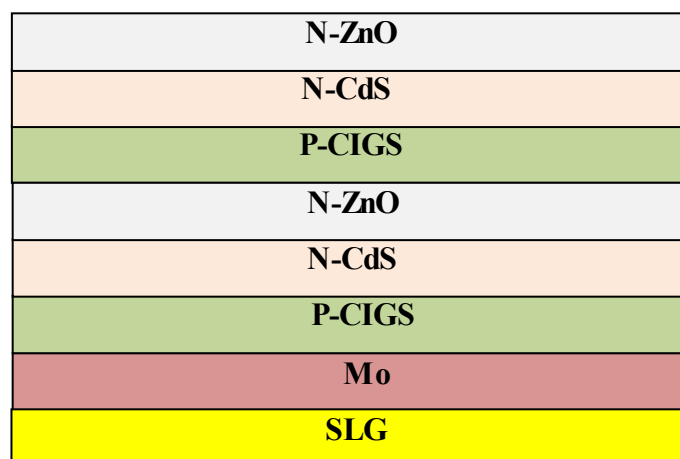 N-ZnO
N-CdS
P-CIGS
N-ZnO
N-CdS
P-CIGS
Mo
SLG